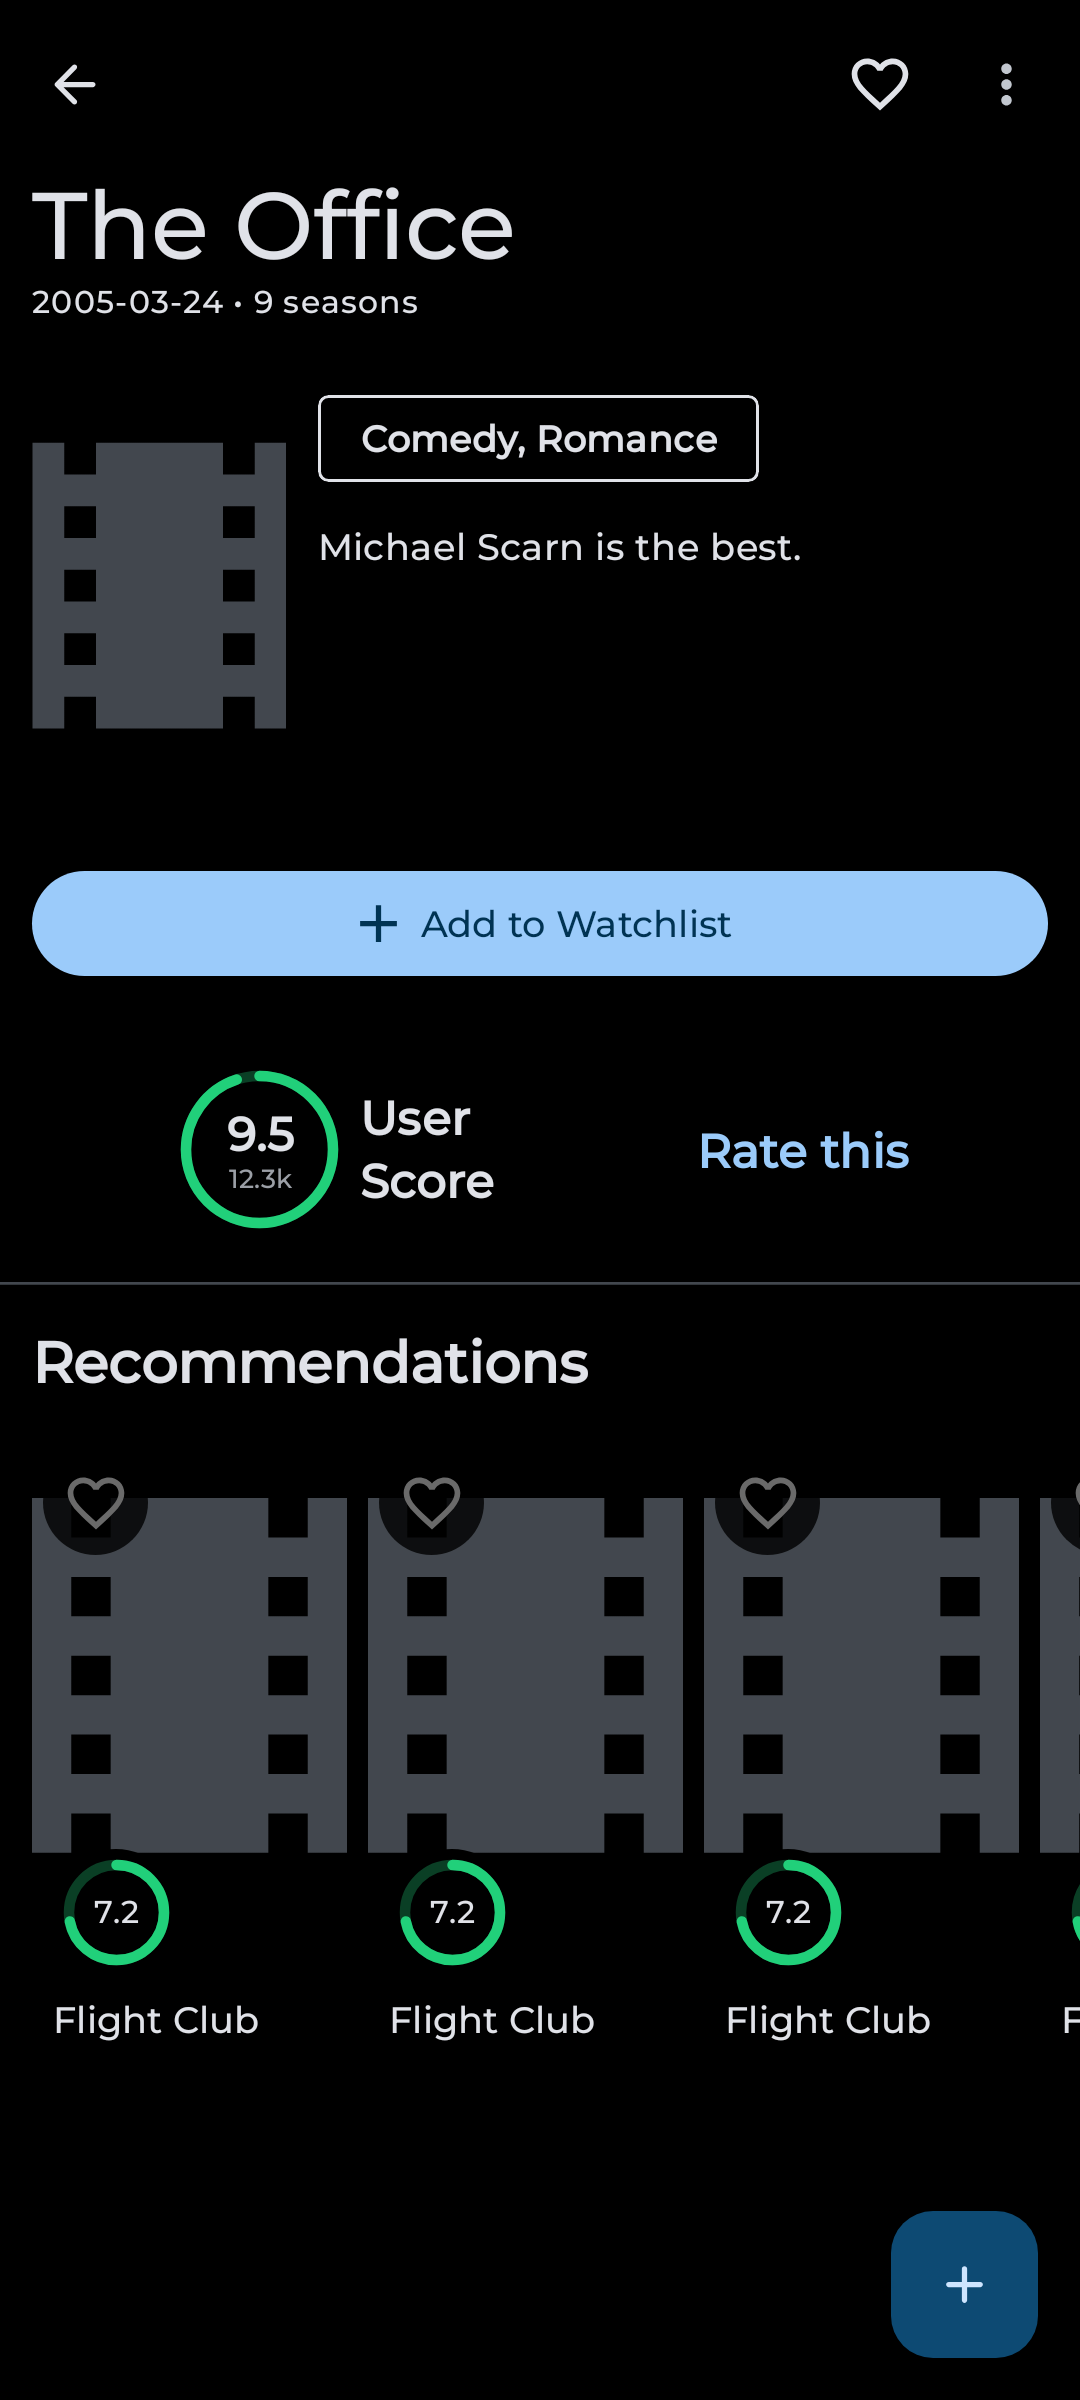 The Office
2005-03-24 • 9 seasons
Comedy, Romance
Michael Scarn is the best.
Add to Watchlist
9.5
12.3k
User
Score
Rate this
Recommendations
7.2
7.2
7.2
Flight Club
Flight Club
Flight Club
F